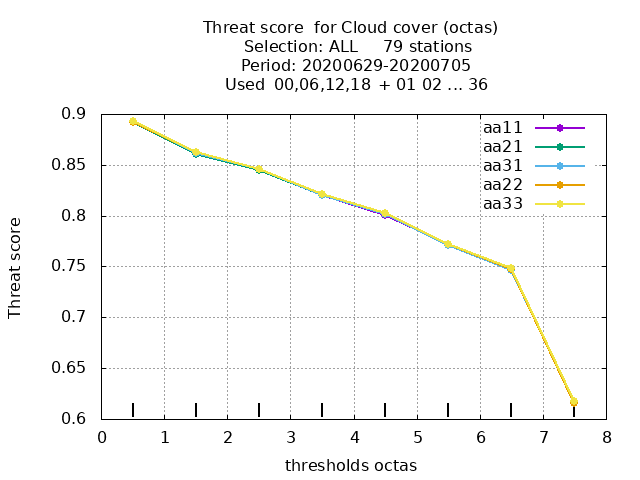 Threat score  for Cloud cover (octas)
Selection: ALL     79 stations
Period: 20200629-20200705
Used  00,06,12,18  + 01 02 ... 36
0.9
0.85
0.8
0.75
0.7
0.65
0.6
Threat score
aa11
aa21
aa31
aa22
aa33
0 1 2 3 4 5 6 7 8
thresholds octas